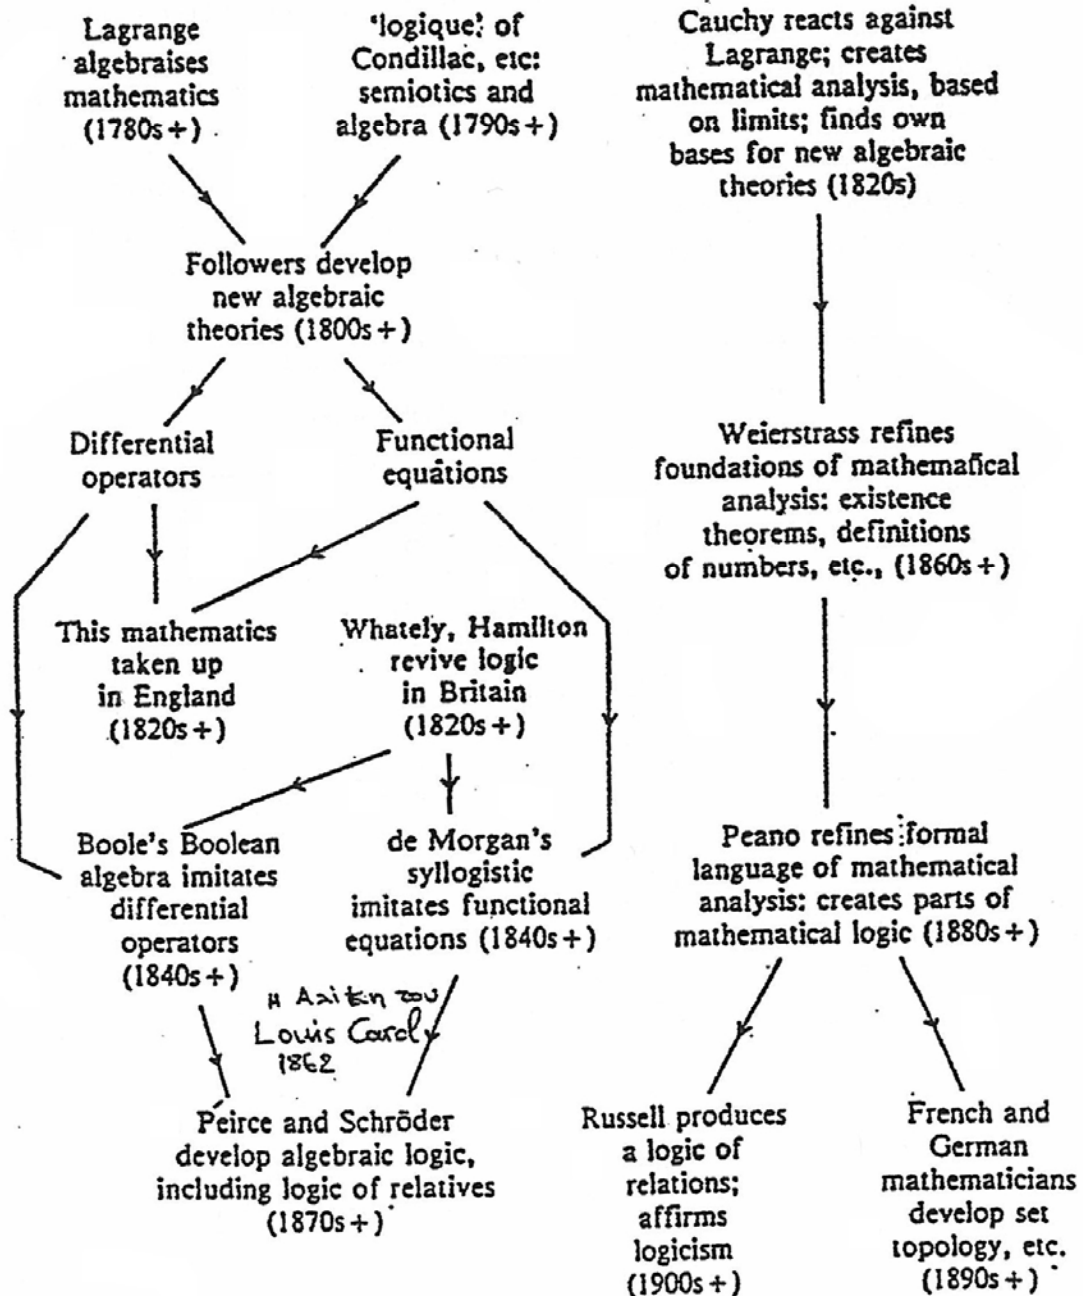 Lagrange
algebraises
mathematics
(1780s+)
'logique' of
Condillac, etc:
semiotics and
algebra (1790s+)
Cauchy reacts against
Lagrange; creates
mathematical analysis, based
on limits; finds own
bases for new algebraic
theories (1820s)
Followers develop
new algebraic
theories (1800s+)
Differential
operators
Functional
equations
Weierstrass refines
foundations of mathematical
analysis: existence
theorems, definitions
of numbers, etc., (1860s+)
This mathematics
taken up
in England
(1820s+)
Whately, Hamilton
revive logic
in Britain
(1820s+)
Boole's Boolean
algebra imitates
differential
operators
(1840s+)
de Morgan's
syllogistic
imitates functional
equations (1840s+)
Peano refines formal
language of mathematical
analysis: creates parts of
mathematical logic (1880s+)
Η Αλίκη του
Louis Carol
1862
Peirce and Schröder
develop algebraic logic,
including logic of relatives
(1870s+)
Russell produces
a logic of
relations;
affirms
logicism
(1900s+)
French and
German
mathematicians
develop set
topology, etc.
(1890s+)